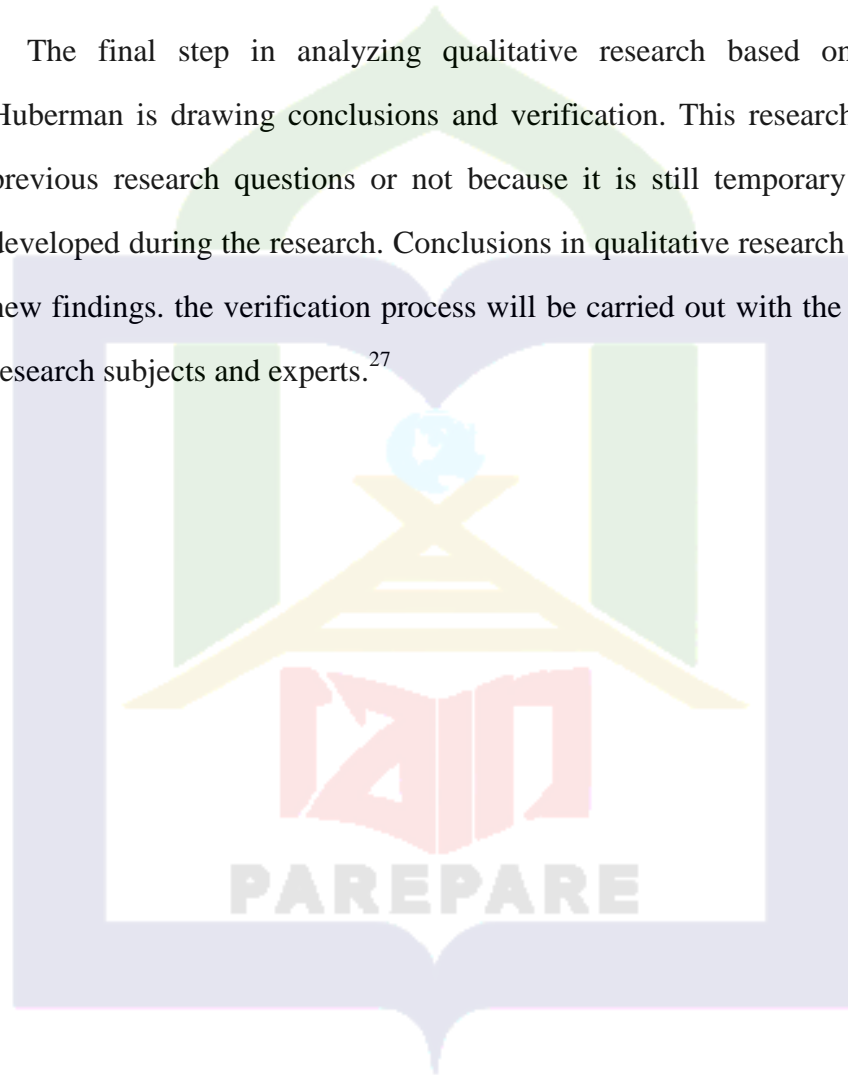 The final step in analyzing qualitative research based on
Huberman is drawing conclusions and verification. This research
previous research questions or not because it is still temporary
developed during the research. Conclusions in qualitative research
new findings. the verification process will be carried out with the
research subjects and experts.27
iain
PAREPARE